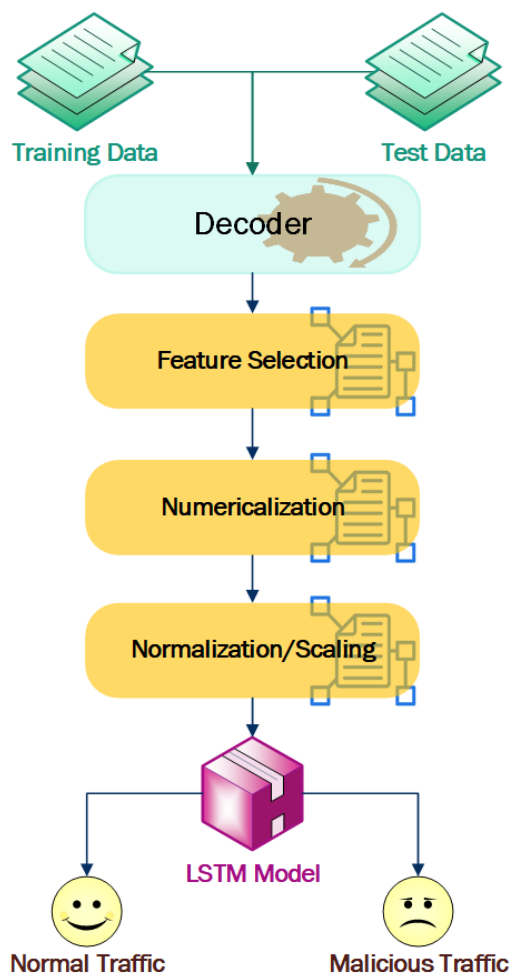 Training Data
Test Data
Decoder
Feature Selection
Numericalization
Normalization/Scaling
LSTM Model
Normal Traffic
Malicious Traffic